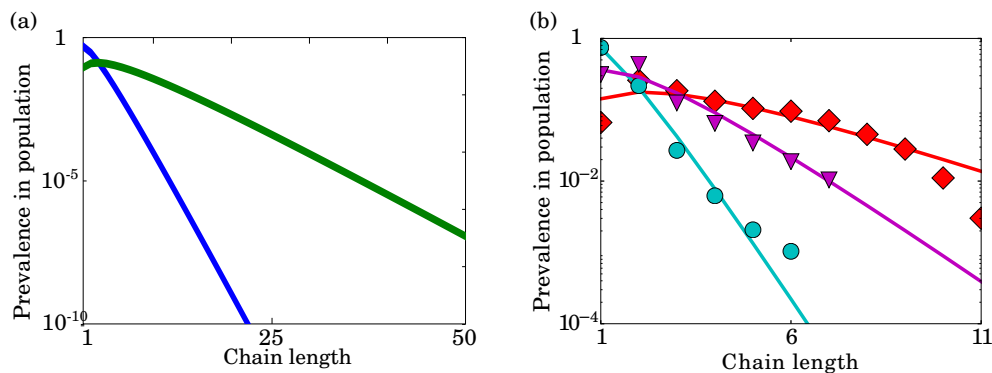 (a)
Prevalence in population
1
10^-5
10^-10
1
25
50
Chain length
(b)
Prevalence in population
1
10^-2
10^-4
1
6
11
Chain length